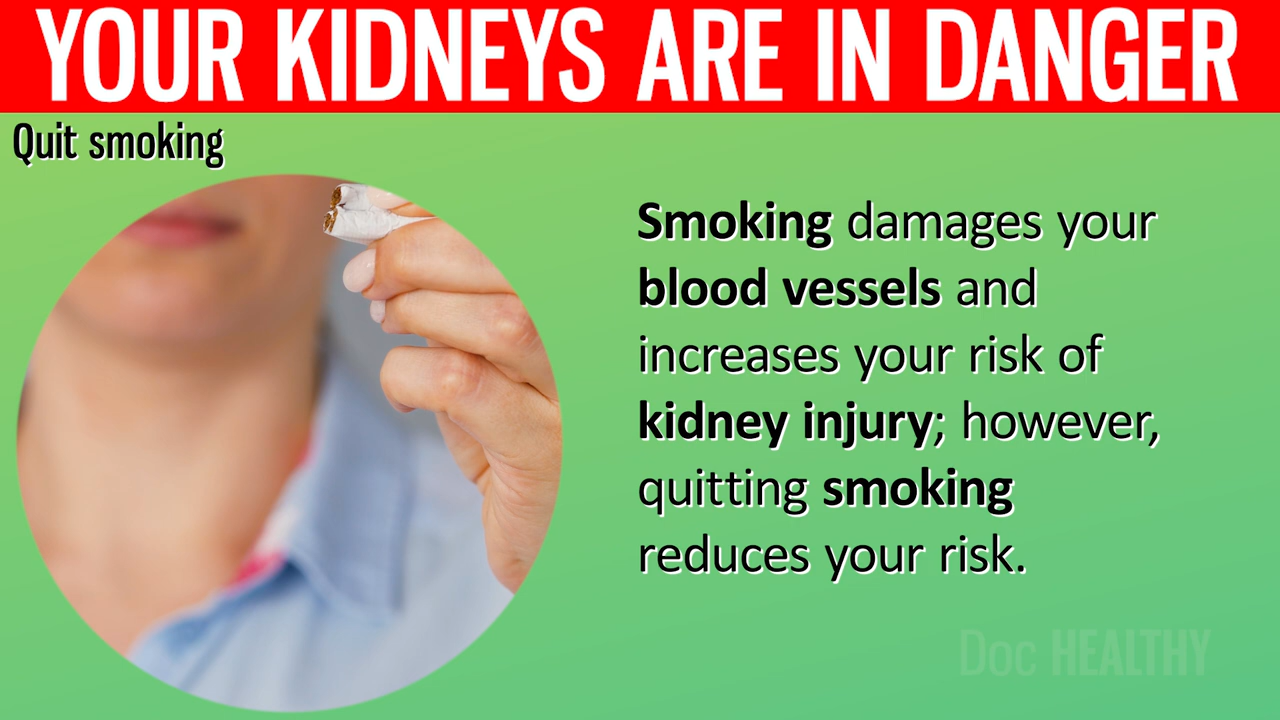 YOUR KIDNEYS ARE IN DANGER
Quit smoking
Smoking damages your
blood vessels and
increases your risk of
kidney injury; however,
quitting smoking
reduces your risk.
Doc HEALTHY